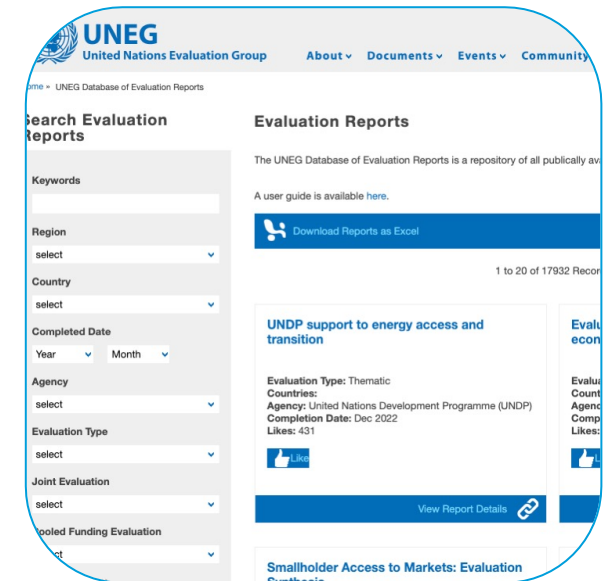 UNEG
United Nations Evaluation Group
About Documents Events Community
» UNEG Database of Evaluation Reports
Search Evaluation
Reports
Keywords
Region
select
Country
select
Completed Date
Year Month
Agency
select
Evaluation Type
select
Joint Evaluation
select
Pooled Funding Evaluation
Evaluation Reports
The UNEG Database of Evaluation Reports is a repository of all publically
A user guide is available here.
Download Reports as Excel
1 to 20 of 17932
UNDP support to energy access and
transition
Evaluation Type: Thematic
Countries:
Agency: United Nations Development Programme (UNDP)
Completion Date: Dec 2022
Likes: 431
Like
View Report Details
Likes:
Smallholder Access to Markets: Evaluation
Synthesis